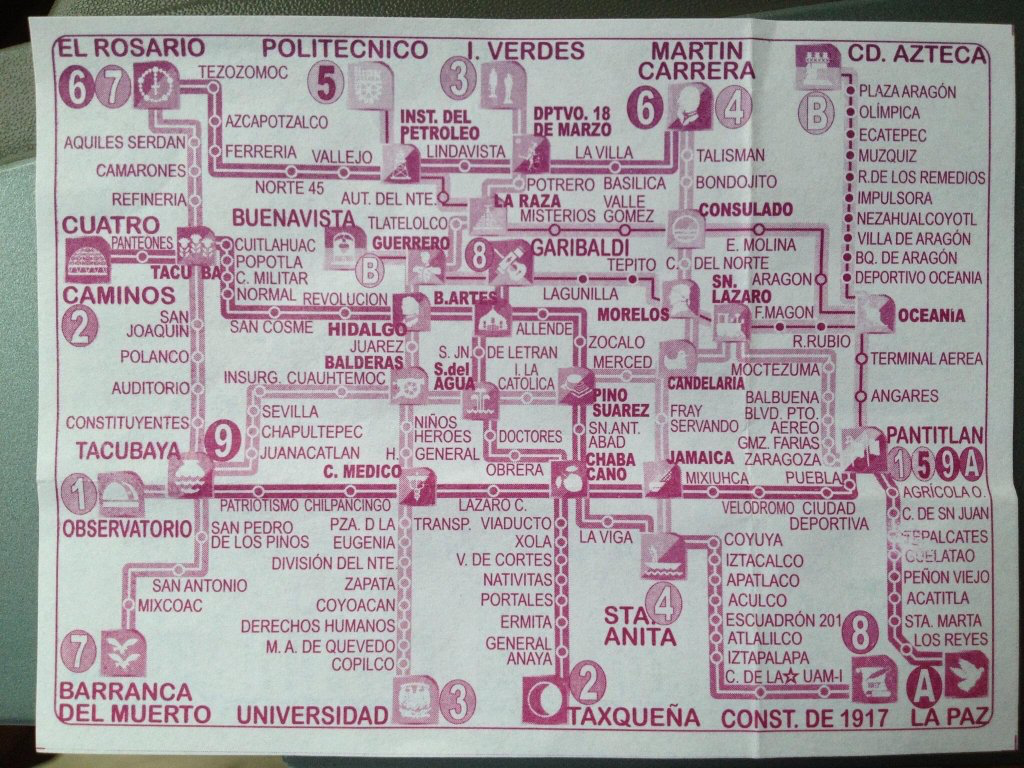 EL ROSARIO
POLITECNICO
I. VERDES
MARTIN
CARRERA
CD. AZTECA
6
7
TEZOZOMOC
5
3
6
4
B
PLAZA ARAGÓN
OLÍMPICA
ECATEPEC
MUZQUIZ
R.DE LOS REMEDIOS
IMPULSORA
NEZAHUALCOYOTL
VILLA DE ARAGÓN
BQ. DE ARAGÓN
DEPORTIVO OCEANIA
INST. DEL
PETROLEO
DPTVO. 18
DE MARZO
AZCAPOTZALCO
AQUILES SERDAN
FERRERIA
VALLEJO
LINDAVISTA
LA VILLA
TALISMAN
CAMARONES
NORTE 45
AUT. DEL NTE.
POTRERO
BASILICA
BONDOJITO
REFINERIA
LA RAZA
MISTERIOS
VALLE
GOMEZ
CONSULADO
CUATRO
PANTEONES
BUENAVISTA
TLATELOLCO
GUERRERO
8
GARIBALDI
E. MOLINA
TACUBA
CUITLAHUAC
POPOTLA
C. MILITAR
NORMAL
B
TEPITO
C. DEL NORTE
ARAGON
CAMINOS
2
REVOLUCION
B.ARTES
LAGUNILLA
MORELOS
SN.
LAZARO
F.MAGON
OCEANIA
SAN
JOAQUIN
SAN COSME
HIDALGO
ALLENDE
R.RUBIO
POLANCO
JUAREZ
BALDERAS
S. JN.
DE LETRAN
ZOCALO
MERCED
MOCTEZUMA
TERMINAL AEREA
AUDITORIO
INSURG.
CUAUHTEMOC
S.del
AGUA
I. LA
CATÓLICA
CANDELARIA
BALBUENA
ANGARES
CONSTITUYENTES
SEVILLA
CHAPULTEPEC
JUANACATLAN
NIÑOS
HEROES
PINO
SUAREZ
FRAY
SERVANDO
BLVD. PTO.
AEREO
GMZ. FARIAS
ZARAGOZA
PUEBLA
PANTITLAN
1
5
9
A
TACUBAYA
9
H.
GENERAL
DOCTORES
OBRERA
SN.ANT.
ABAD
CHABA
CANO
JAMAICA
MIXIUHCA
C. MEDICO
1
OBSERVATORIO
PATRIOTISMO
CHILPANCINGO
LAZARO C.
VELODROMO
CIUDAD
DEPORTIVA
AGRÍCOLA O.
C. DE SN JUAN
TEPALCATES
GUELATAO
PEÑON VIEJO
ACATITLA
STA. MARTA
LOS REYES
SAN PEDRO
DE LOS PINOS
SAN ANTONIO
MIXCOAC
PZA. D LA
TRANSP.
EUGENIA
DIVISIÓN DEL NTE.
ZAPATA
COYOACAN
DERECHOS HUMANOS
M. A. DE QUEVEDO
COPILCO
VIADUCTO
XOLA
V. DE CORTES
NATIVITAS
PORTALES
ERMITA
GENERAL
ANAYA
LA VIGA
COYUYA
IZTACALCO
APATLACO
ACULCO
ESCUADRÓN 201
ATLALILCO
IZTAPALAPA
C. DE LA
UAM-I
STA.
ANITA
4
8
7
BARRANCA
DEL MUERTO
UNIVERSIDAD
3
2
TAXQUEÑA
CONST. DE 1917
A
LA PAZ